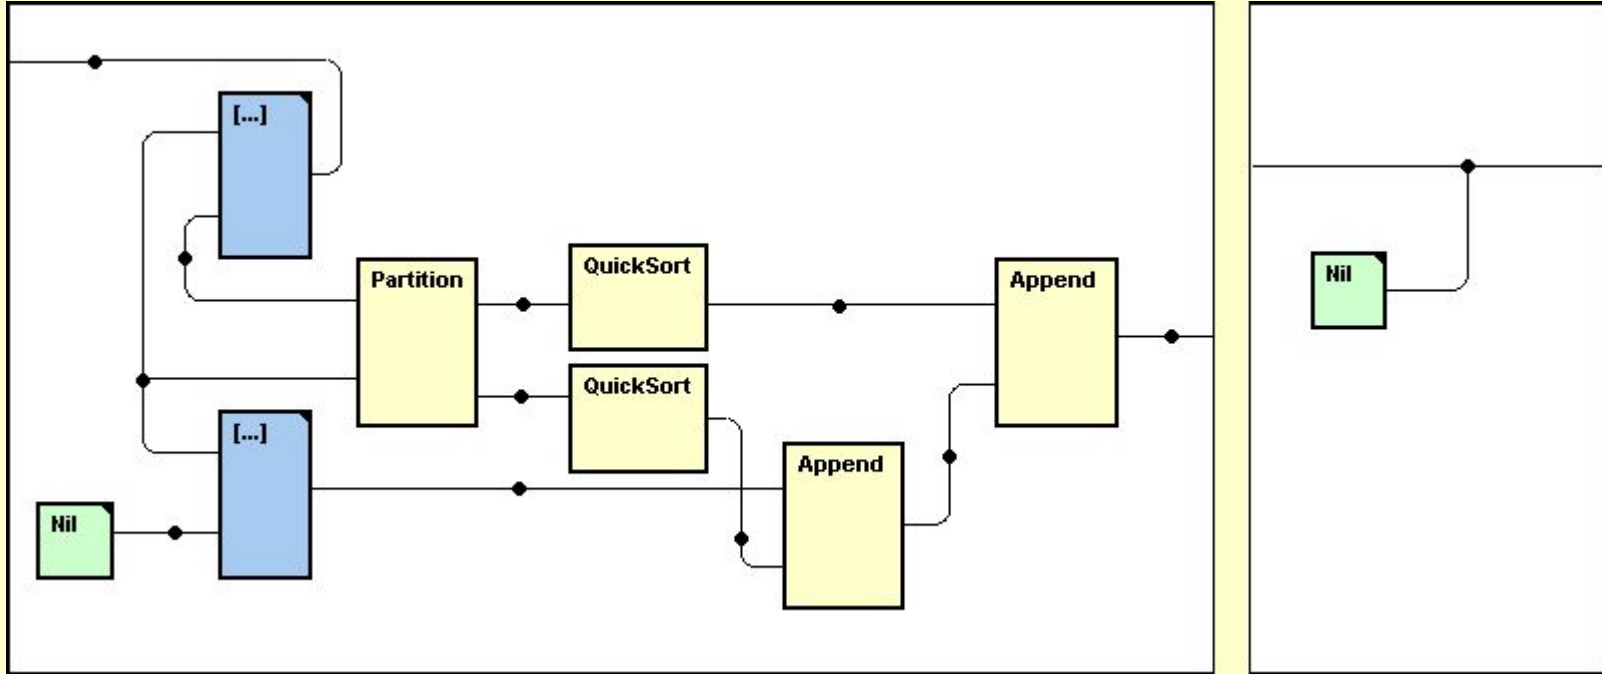 [...]
Partition
QuickSort
Append
QuickSort
[...]
Append
Nil
Nil